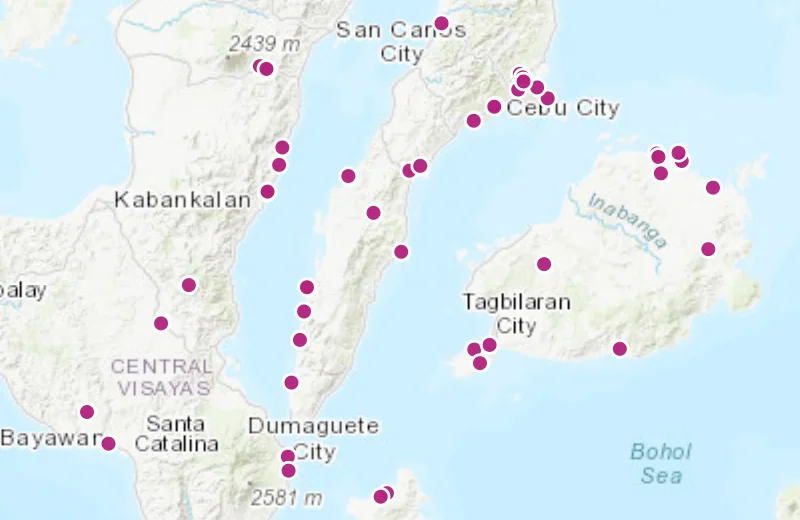 San Carlos
City
2439 m
Cebu City
Kabankalan
Inabanga
palay
Tagbilaran
City
CENTRAL
VISAYAS
Bayawan
Santa
Catalina
Dumaguete
City
Bohol
Sea
2581 m